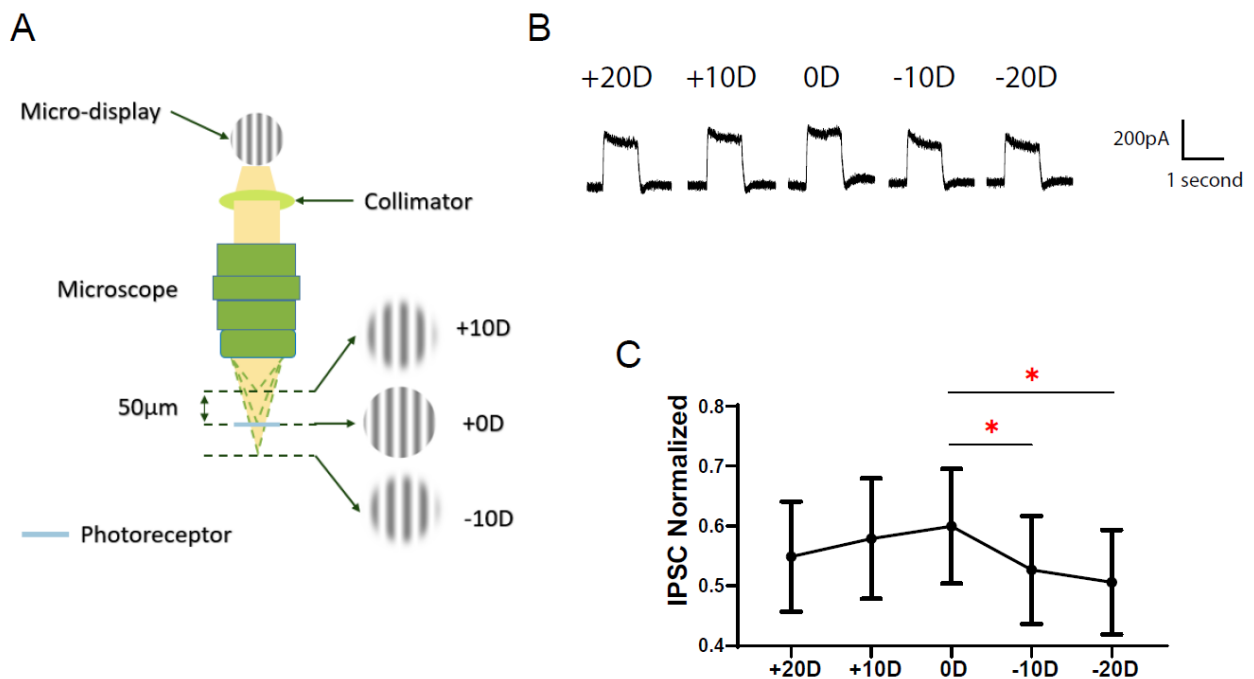 A
Micro-display
Collimator
Microscope
+10D
50μm
+0D
-10D
Photoreceptor
B
+20D +10D 0D -10D -20D
200pA
1 second
C
*
*
0.8
0.7
0.6
0.5
0.4
IPSC Normalized
+20D +10D 0D -10D -20D